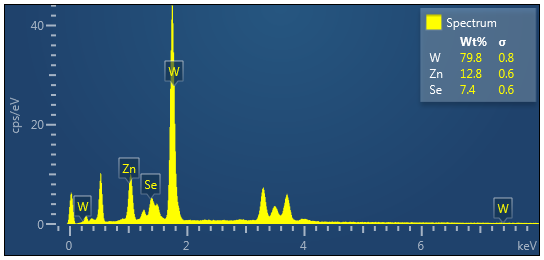 Spectrum
Wt% σ
W 79.8 0.8
Zn 12.8 0.6
Se 7.4 0.6
40
20
0
cps/eV
W
Zn
Se
W
W
0 2 4 6 keV